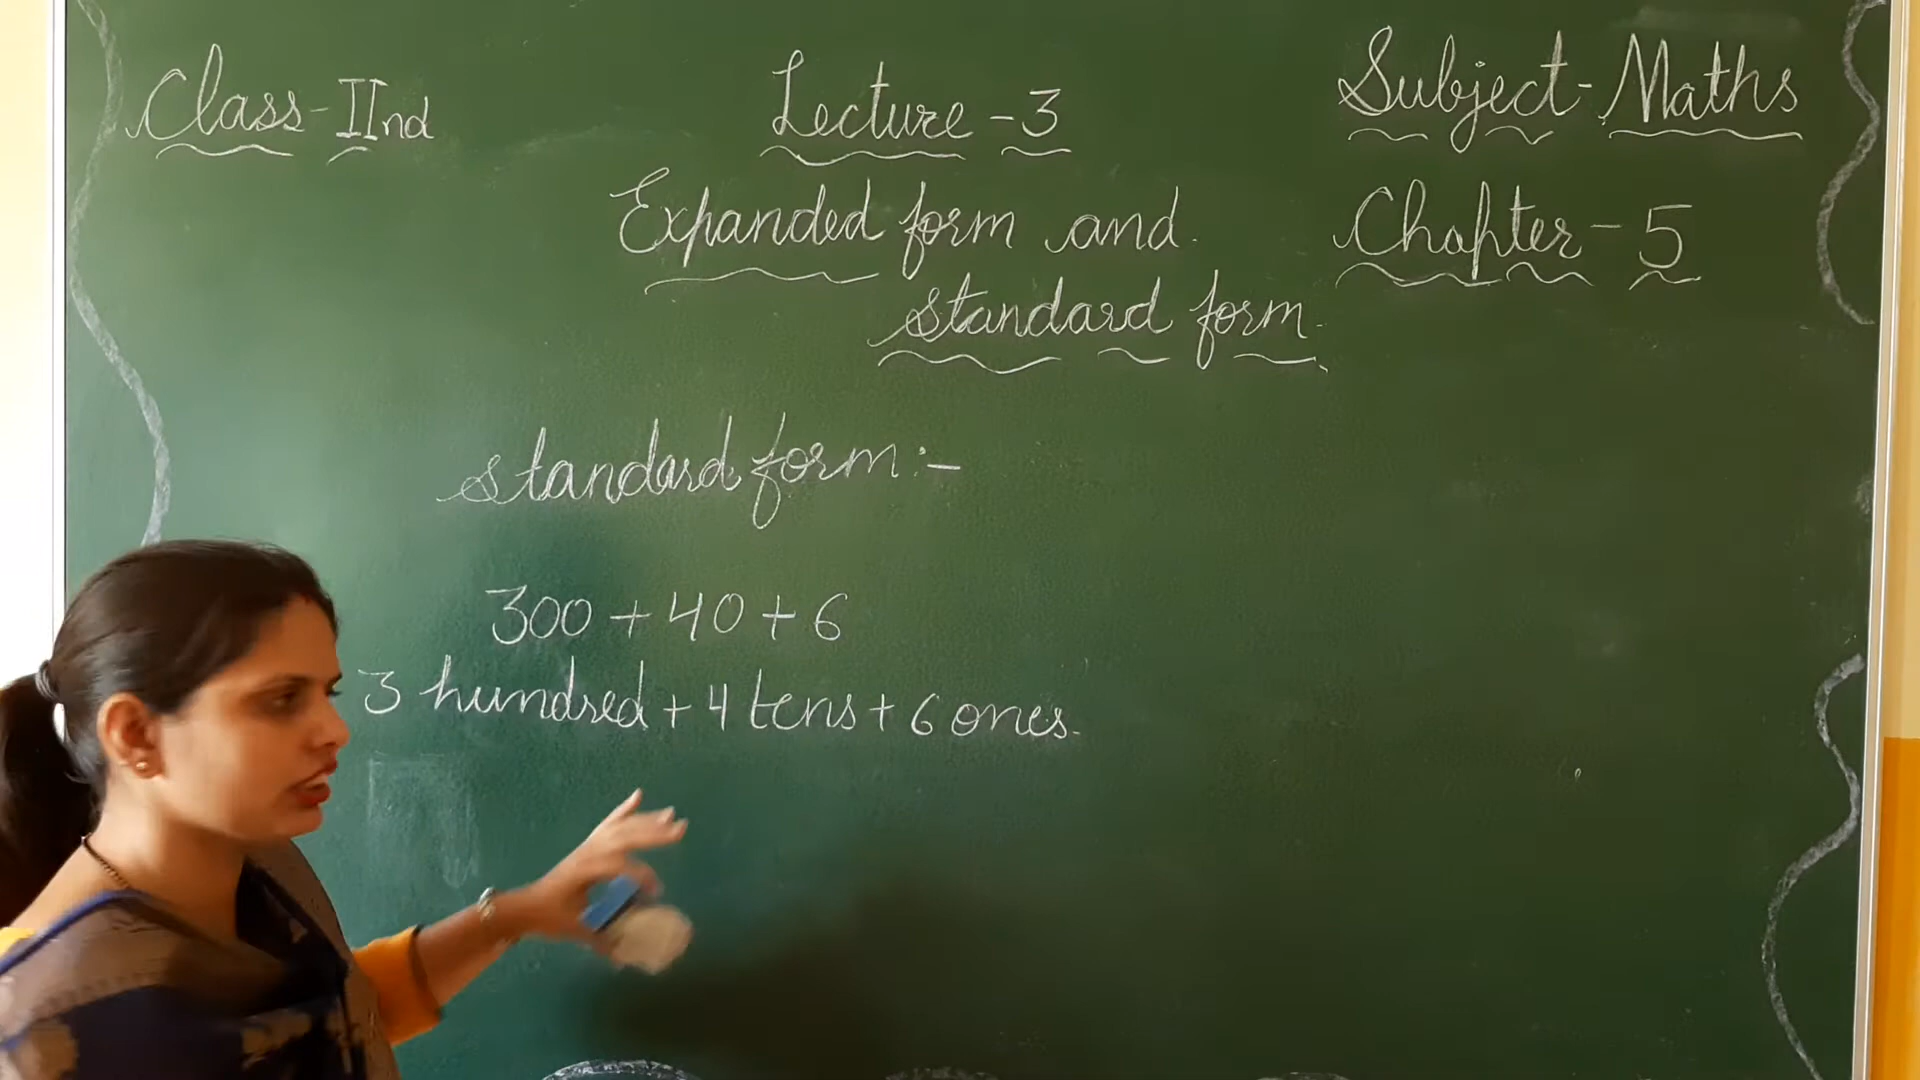 Class-IInd
Lecture-3
Subject-Maths
Expanded form and
standard form.
Chapter-5
standard form:-
300+40+6
3 hundred+4 tens+6 ones.